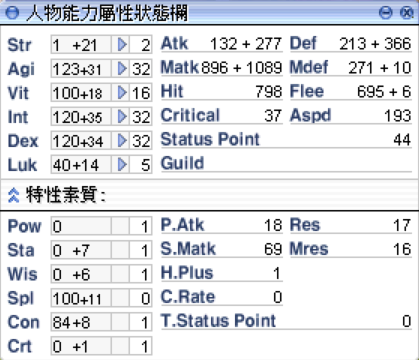 人物能力屬性狀態欄
Str 1 +21 2 Atk 132 + 277 Def 213 + 366
Agi 123+31 32 Matk 896 + 1089 Mdef 271 + 10
Vit 100+18 16 Hit 798 Flee 695 + 6
Int 120+35 32 Critical 37 Aspd 193
Dex 120+34 32 Status Point 44
Luk 40+14 5 Guild
特性素質:
Pow 0 1 P.Atk 18 Res 17
Sta 0 +7 1 S.Matk 69 Mres 16
Wis 0 +6 1 H.Plus 1
Spl 100+11 0 C.Rate 0
Con 84+8 1 T.Status Point 0
Crt 0 +1 1